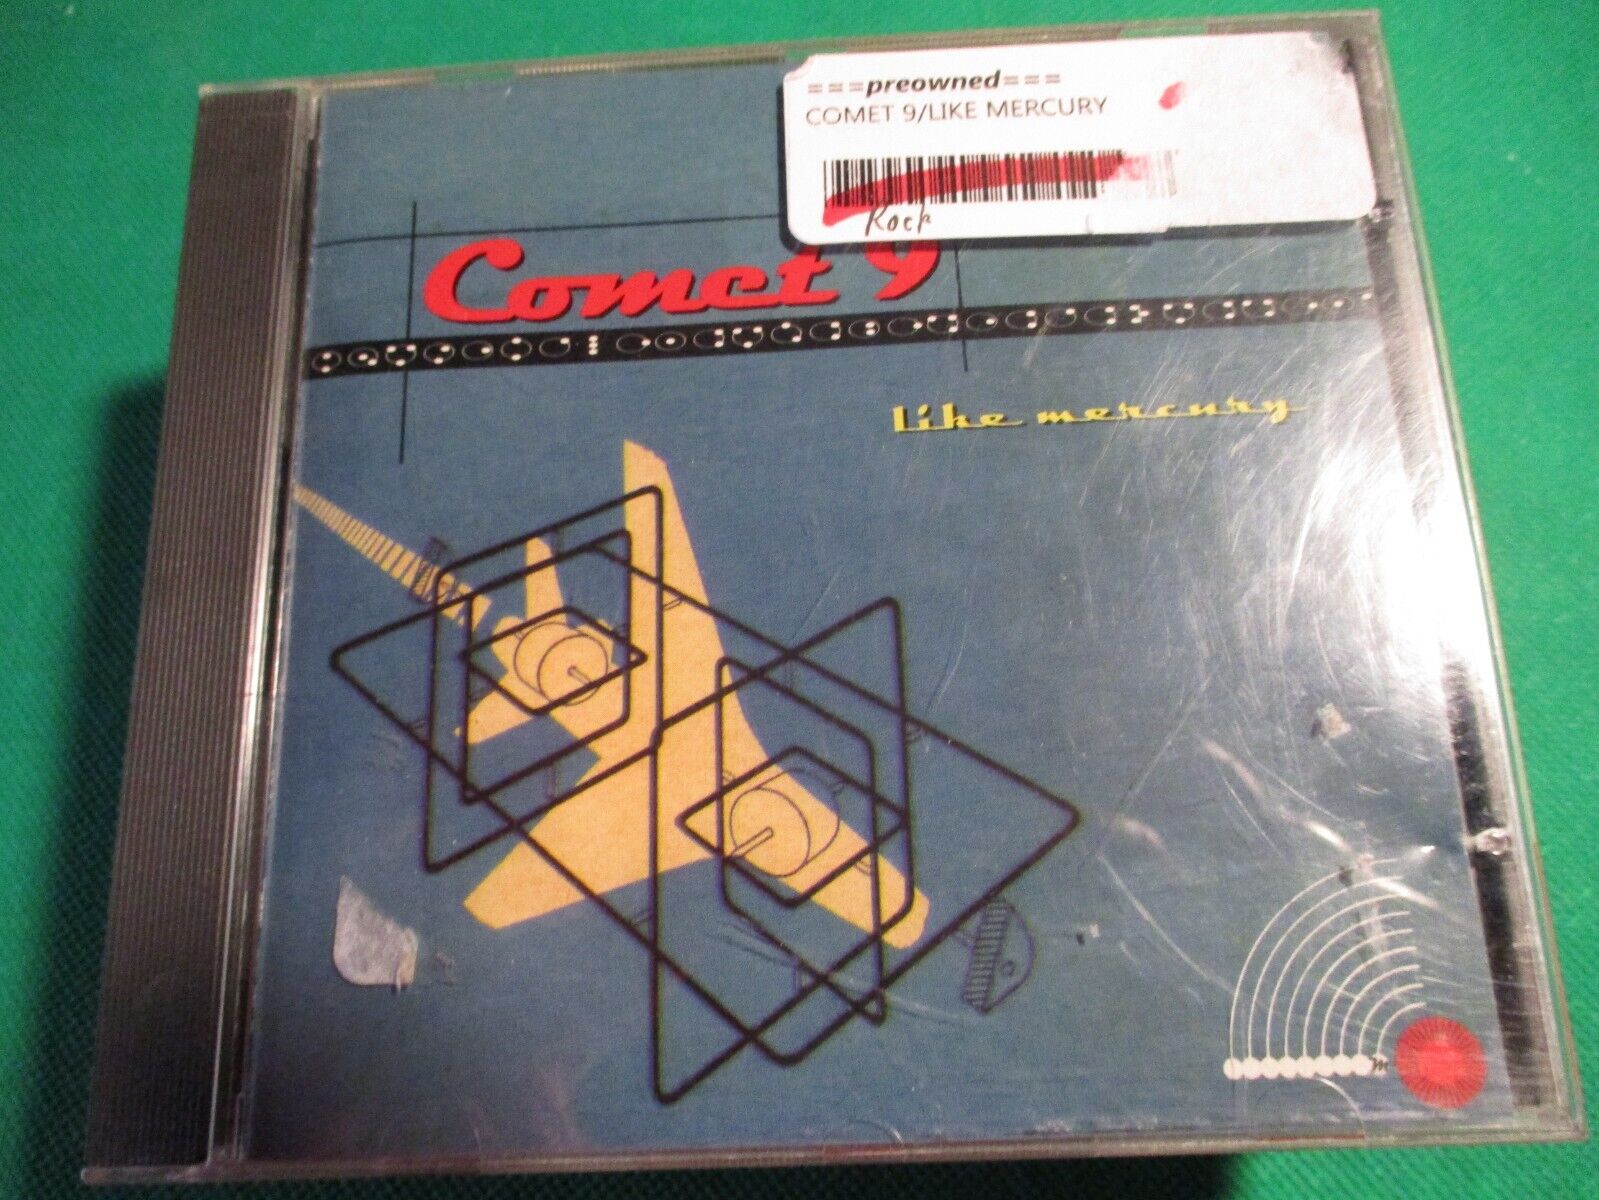 ===preowned===
COMET 9/LIKE MERCURY
Rock
Comet 9
like mercury
m